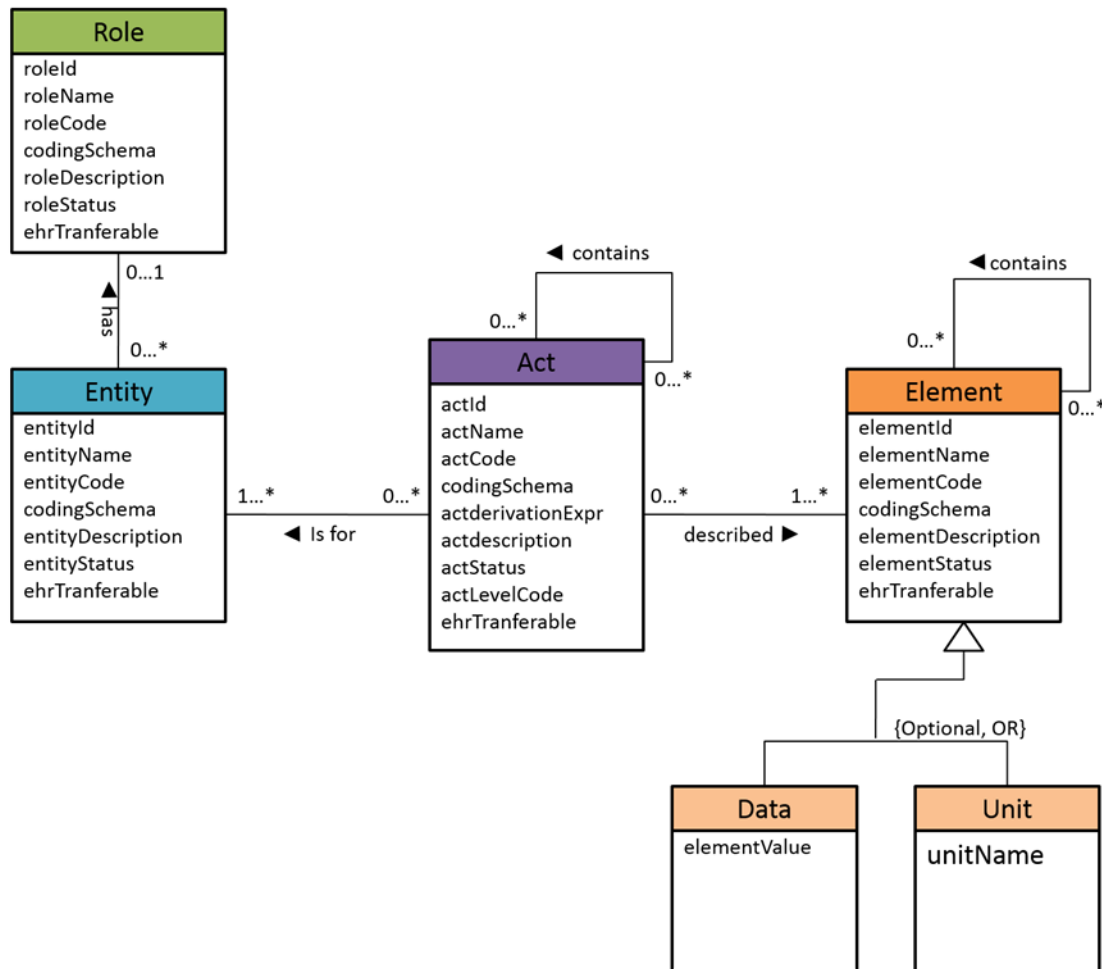 Role
roleId
roleName
roleCode
codingSchema
roleDescription
roleStatus
ehrTranferable
0...1
◄ has
0...*
Entity
entityId
entityName
entityCode
codingSchema
entityDescription
entityStatus
ehrTranferable
1...*
0...*
◄ Is for
◄ contains
0...*
0...*
Act
actId
actName
actCode
codingSchema
actderivationExpr
actdescription
actStatus
actLevelCode
ehrTranferable
0...*
1...*
described ►
◄ contains
0...*
0...*
Element
elementId
elementName
elementCode
codingSchema
elementDescription
elementStatus
ehrTranferable
{Optional, OR}
Data
elementValue
Unit
unitName